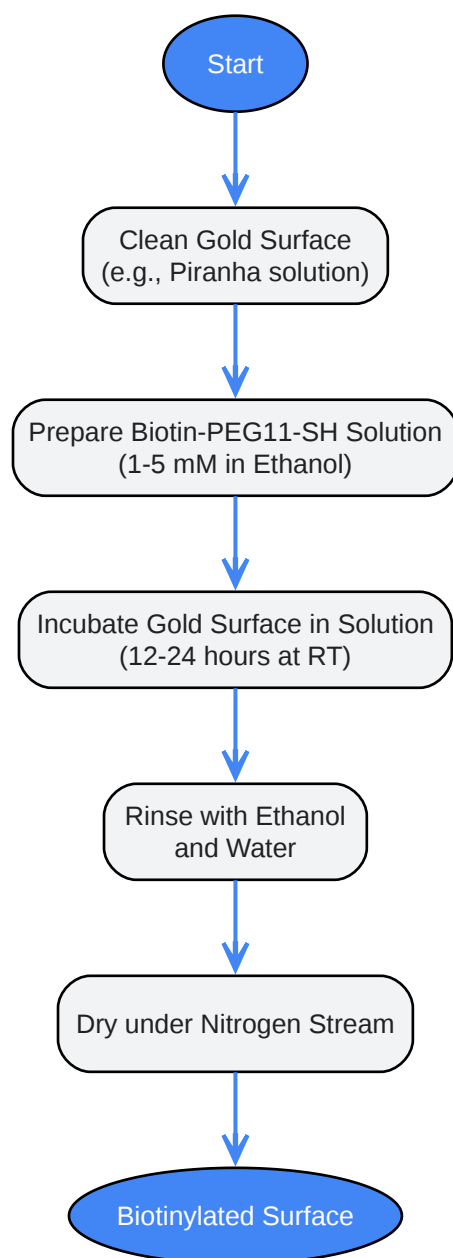 Start
Clean Gold Surface
(e.g., Piranha solution)
Prepare Biotin-PEG11-SH Solution
(1-5 mM in Ethanol)
Incubate Gold Surface in Solution
(12-24 hours at RT)
Rinse with Ethanol
and Water
Dry under Nitrogen Stream
Biotinylated Surface